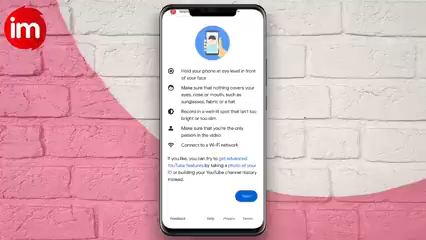 im
Hold your phone at eye level in front
of your face
Make sure that nothing covers your
eyes, nose or mouth, such as
sunglasses, fabric or a hat
Record in a well-lit spot that isn't too
bright or too dim
Make sure that you're the only
person in the video
Connect to a Wi-Fi network
If you like, you can try to get advanced
YouTube features by taking a photo of your
ID or building your YouTube channel history
instead.
Next
Feedback
Help
Privacy
Terms